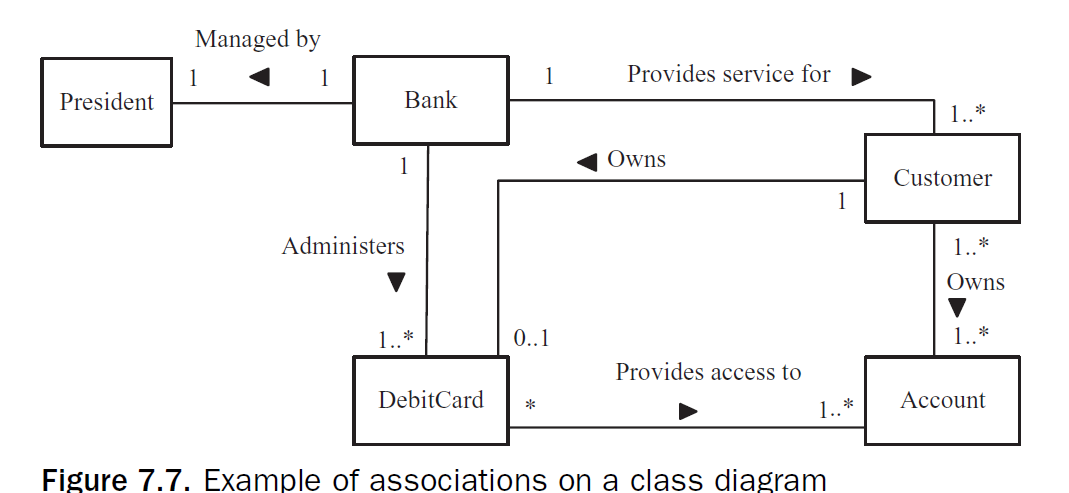 Managed by
1 ◄ 1
President
Bank
1 Provides service for ►
1..*
Customer
◄ Owns
1
1
Administers
▼
1..*
0..1
1..*
Owns
▼
1..*
DebitCard
Provides access to
* ► 1..*
Account
Figure 7.7. Example of associations on a class diagram